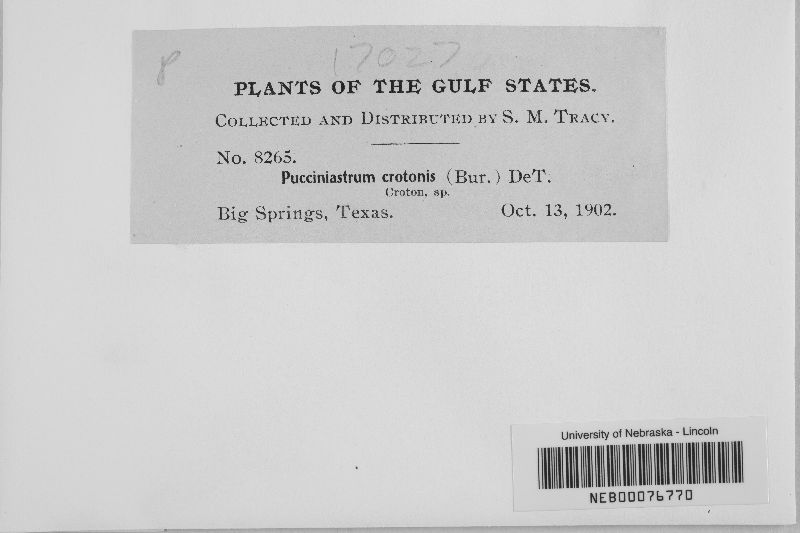 8 17027
PLANTS OF THE GULF STATES.
COLLECTED AND DISTRIBUTED BY S. M. TRACY.
No. 8265.
Pucciniastrum crotonis (Bur.) DeT.
Croton, sp.
Big Springs, Texas. Oct. 13, 1902.
University of Nebraska - Lincoln
NEB00076770